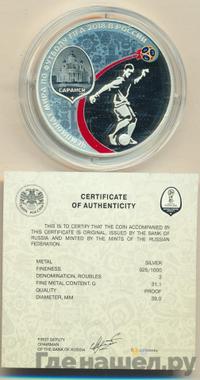 ЧЕМПИОНАТ МИРА ПО ФУТБОЛУ FIFA 2018 В РОССИИ
САРАНСК
CERTIFICATE
OF AUTHENTICITY
THIS IS TO CERTIFY THAT THE COIN ACCOMPANIED BY
THIS CERTIFICATE IS ORIGINAL, ISSUED BY THE BANK OF
RUSSIA AND MINTED BY THE MINTS OF THE RUSSIAN
FEDERATION.
METAL SILVER
FINENESS 925/1000
DENOMINATION, ROUBLES 3
FINE METAL CONTENT, G 31,1
QUALITY PROOF
DIAMETER, MM 39,0
FIRST DEPUTY
CHAIRMAN
OF THE BANK OF RUSSIA
Гденашел.ру